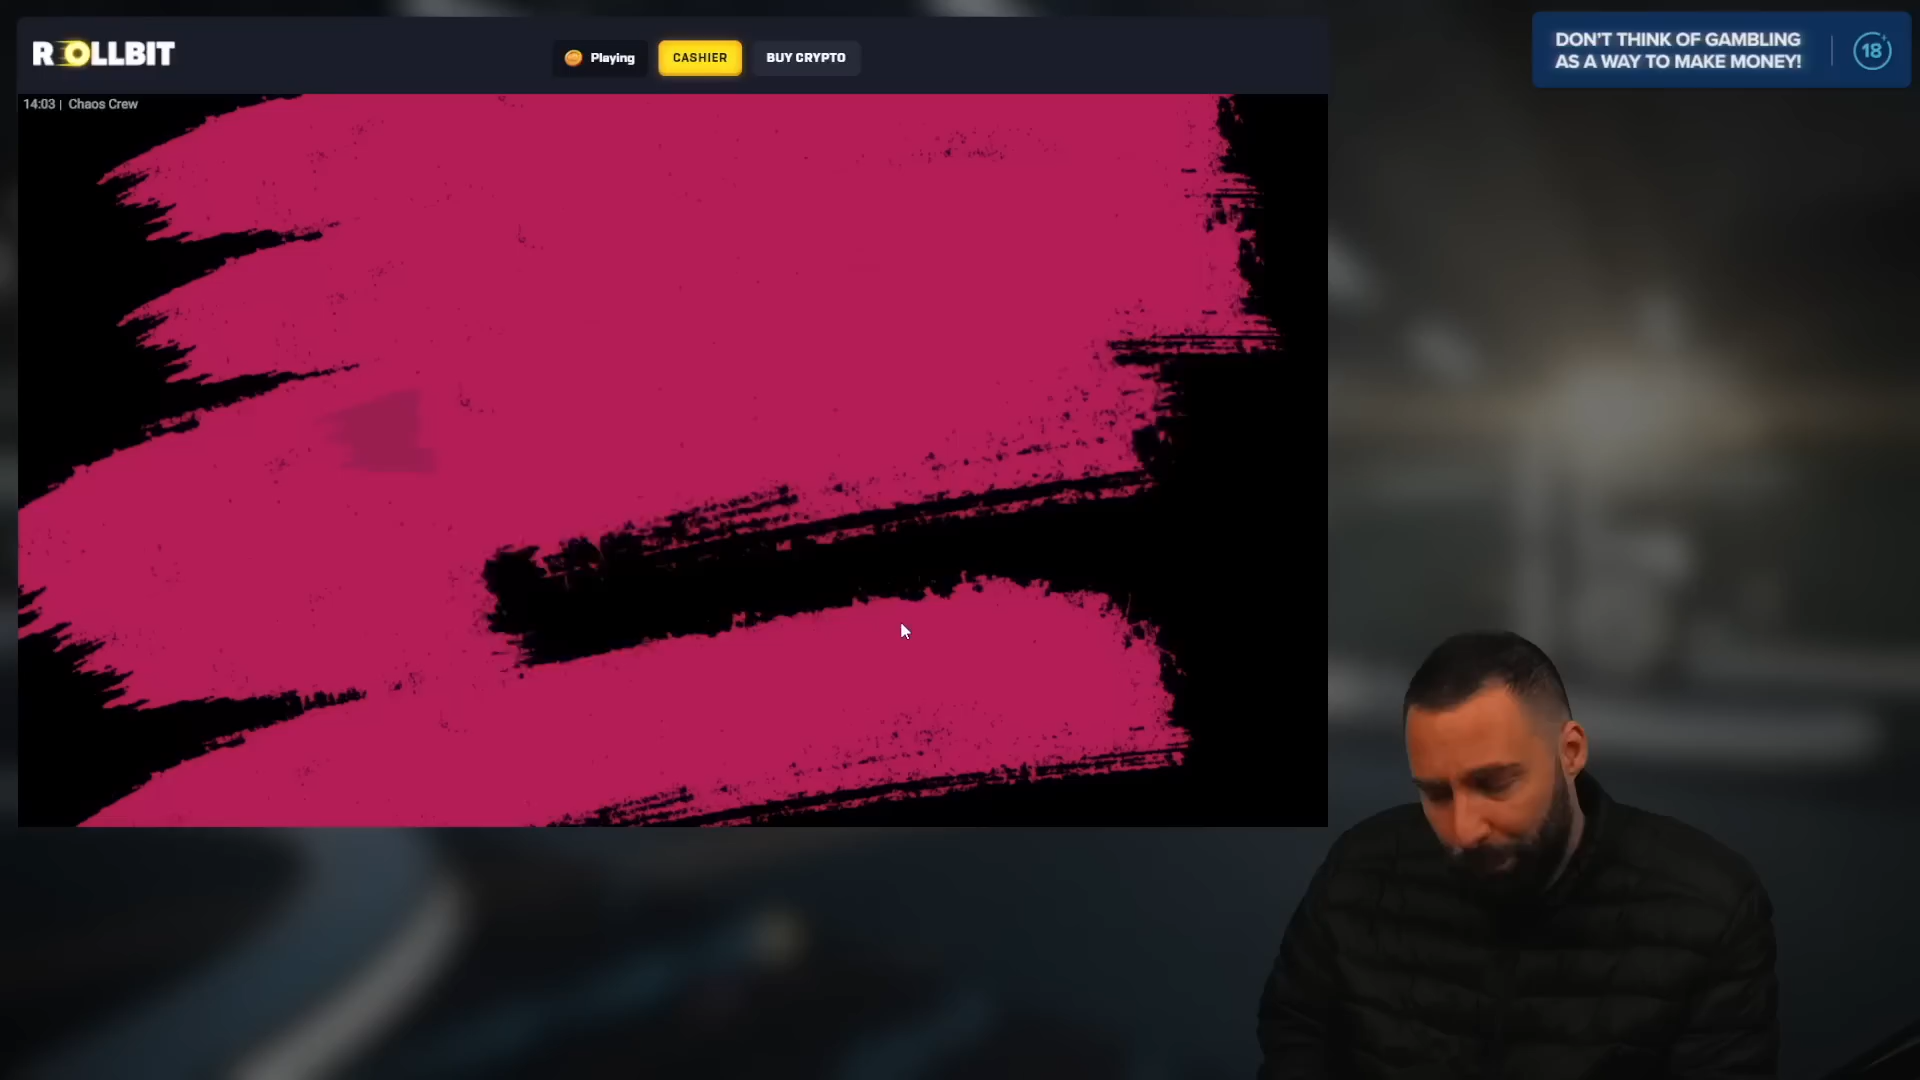 ROLLBIT
Playing
CASHIER
BUY CRYPTO
DON'T THINK OF GAMBLING
AS A WAY TO MAKE MONEY!
18+
14:03 | Chaos Crew